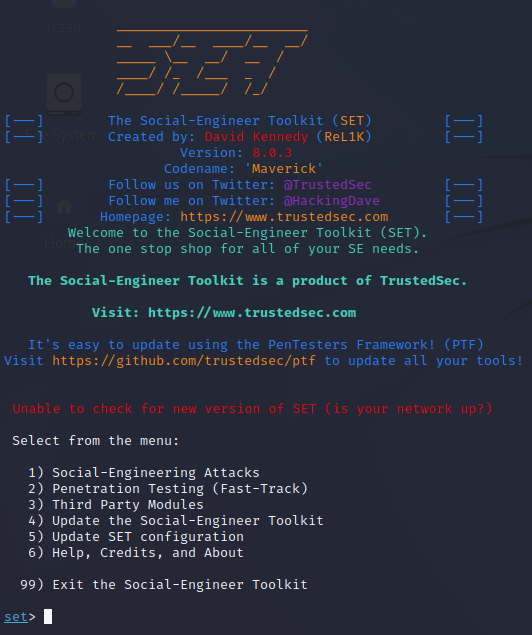 Trash
The Social-Engineer Toolkit (SET)
[---] The Social-Engineer Toolkit (SET) [---]
[---] Created by: David Kennedy (ReL1K) [---]
Version: 8.0.3
Codename: 'Maverick'
[---] Follow us on Twitter: @TrustedSec [---]
[---] Follow me on Twitter: @HackingDave [---]
[---] Homepage: https://www.trustedsec.com [---]
Welcome to the Social-Engineer Toolkit (SET).
The one stop shop for all of your SE needs.
The Social-Engineer Toolkit is a product of TrustedSec.
Visit: https://www.trustedsec.com
It's easy to update using the PenTesters Framework! (PTF)
Visit https://github.com/trustedsec/ptf to update all your tools!
Unable to check for new version of SET (is your network up?)
Select from the menu:
1) Social-Engineering Attacks
2) Penetration Testing (Fast-Track)
3) Third Party Modules
4) Update the Social-Engineer Toolkit
5) Update SET configuration
6) Help, Credits, and About
99) Exit the Social-Engineer Toolkit
set>